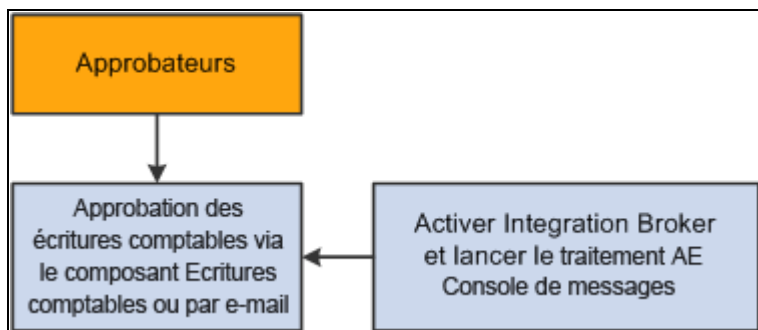 Approbateurs
Approbation des
écritures comptables via
le composant Ecritures
comptables ou par e-mail
Activer Integration Broker
et lancer le traitement AE
Console de messages